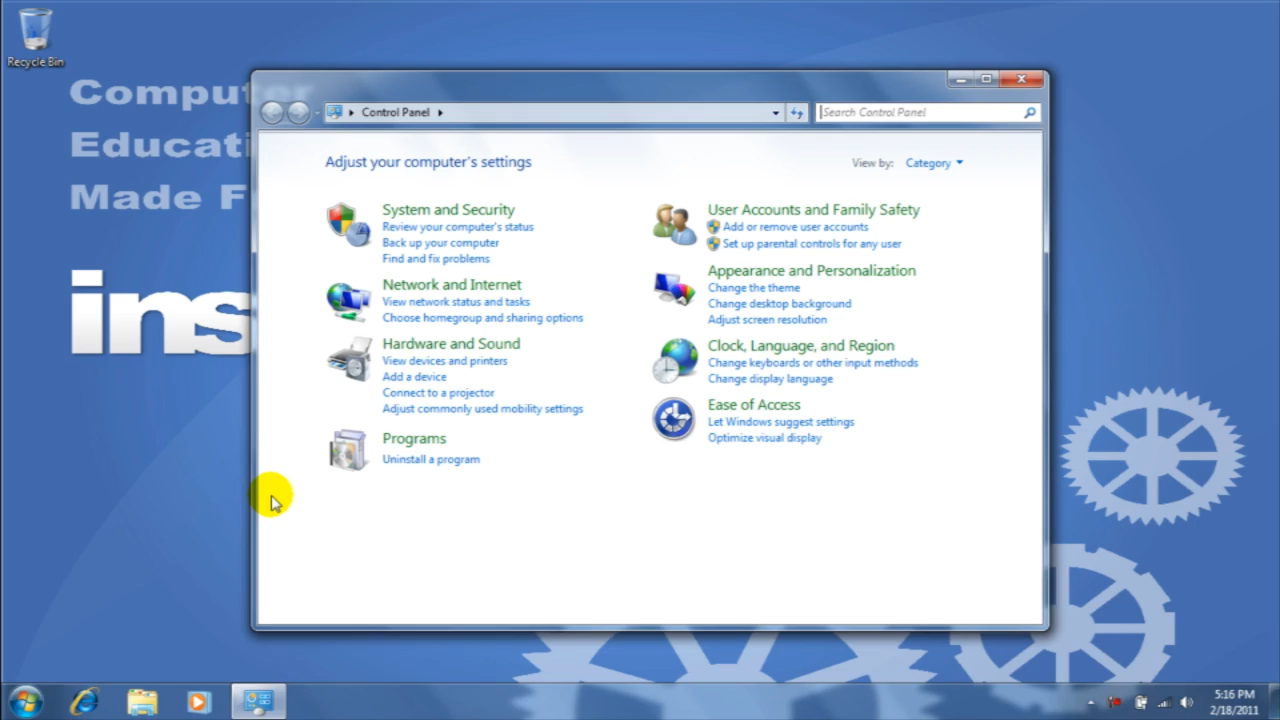 Recycle Bin
Control Panel
Search Control Panel
Adjust your computer's settings
View by: Category
System and Security
Review your computer's status
Back up your computer
Find and fix problems
Network and Internet
View network status and tasks
Choose homegroup and sharing options
Hardware and Sound
View devices and printers
Add a device
Connect to a projector
Adjust commonly used mobility settings
Programs
Uninstall a program
User Accounts and Family Safety
Add or remove user accounts
Set up parental controls for any user
Appearance and Personalization
Change the theme
Change desktop background
Adjust screen resolution
Clock, Language, and Region
Change keyboards or other input methods
Change display language
Ease of Access
Let Windows suggest settings
Optimize visual display
Made F
ins
5:16 PM
2/18/2011